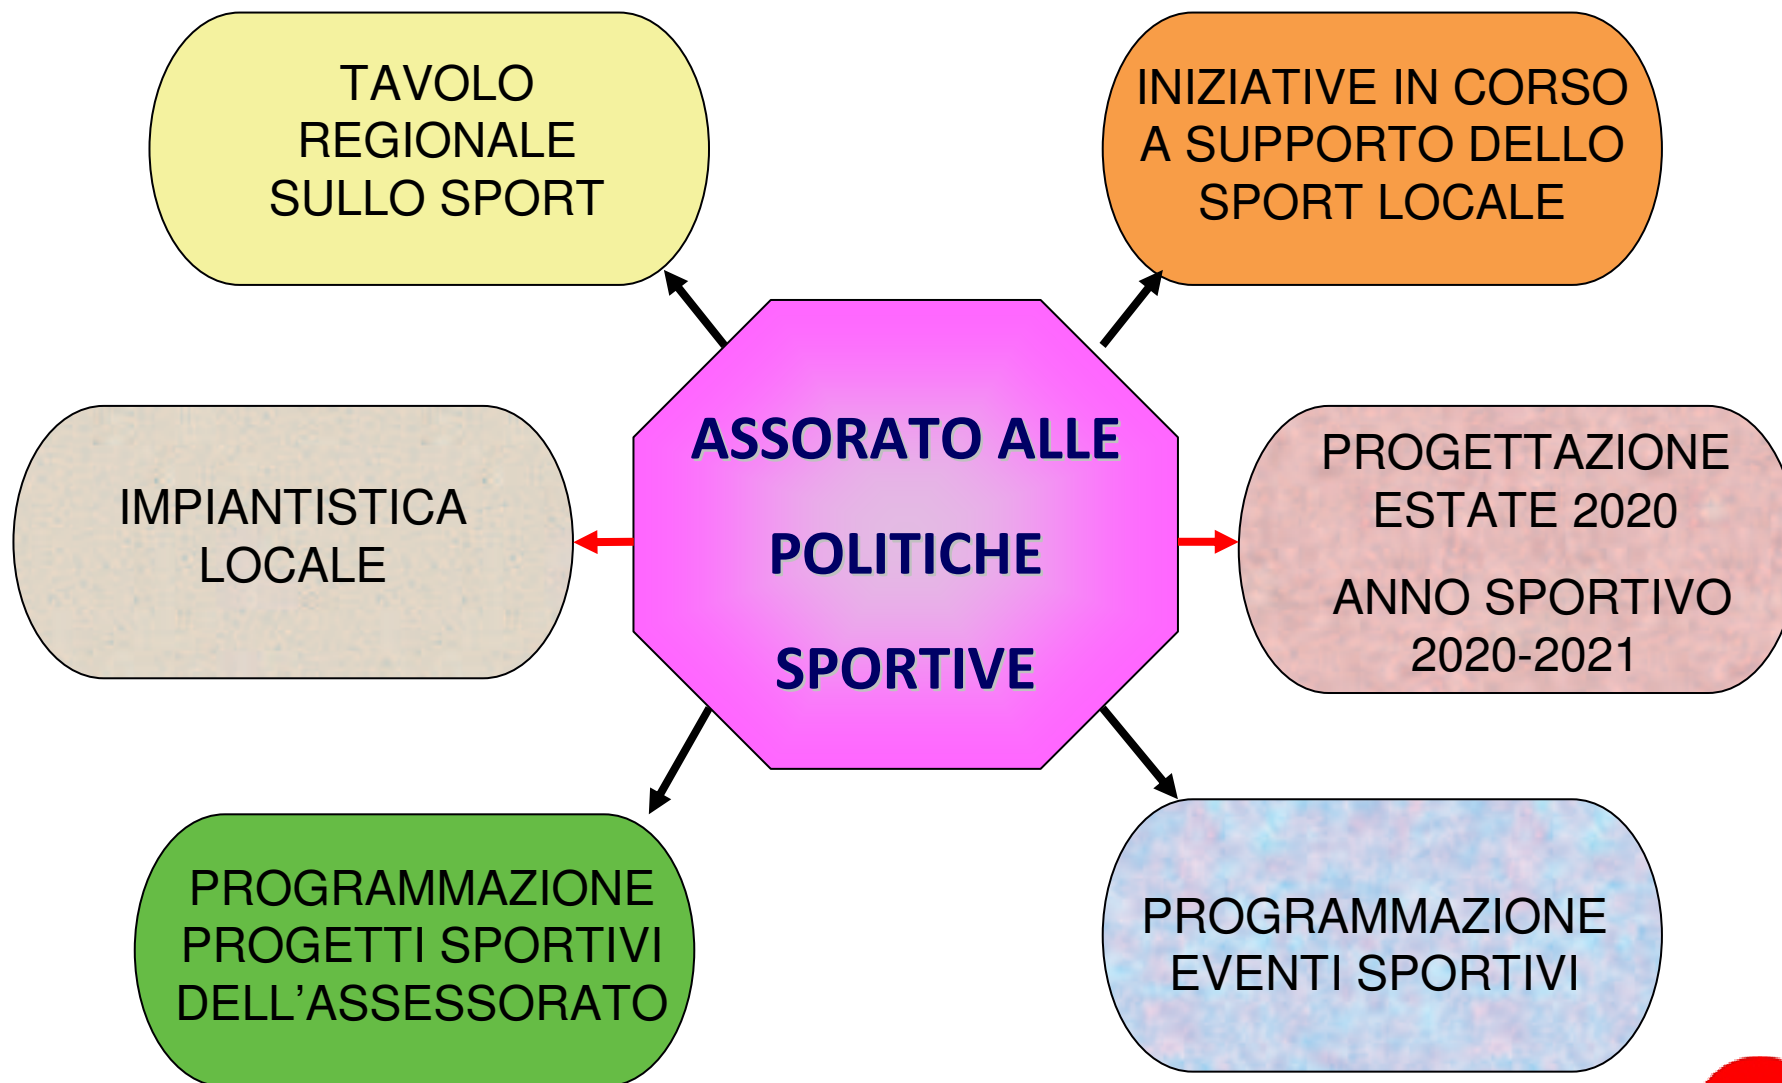 TAVOLO
REGIONALE
SULLO SPORT
INIZIATIVE IN CORSO
A SUPPORTO DELLO
SPORT LOCALE
ASSORATO ALLE
POLITICHE
SPORTIVE
IMPIANTISTICA
LOCALE
PROGETTAZIONE
ESTATE 2020
ANNO SPORTIVO
2020-2021
PROGRAMMAZIONE
PROGETTI SPORTIVI
DELL'ASSESSORATO
PROGRAMMAZIONE
EVENTI SPORTIVI